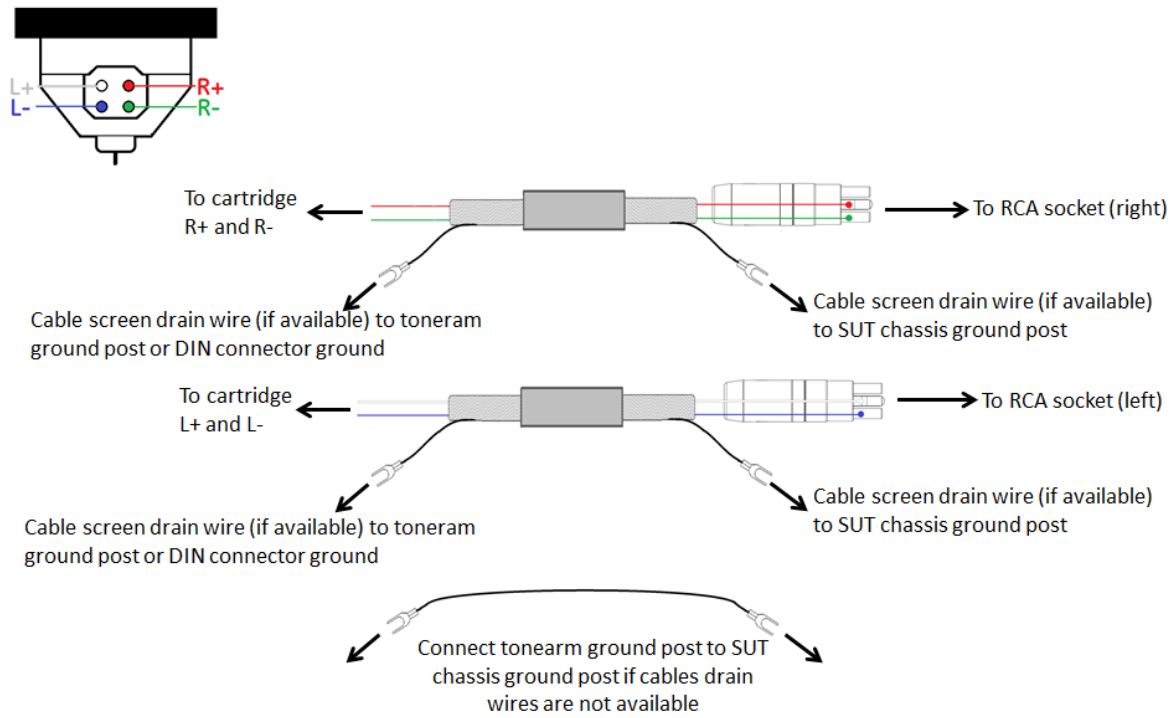 L+
R+
L-
R-
To cartridge
R+ and R-
To RCA socket (right)
Cable screen drain wire (if available) to toneram
ground post or DIN connector ground
Cable screen drain wire (if available)
to SUT chassis ground post
To cartridge
L+ and L-
To RCA socket (left)
Cable screen drain wire (if available) to toneram
ground post or DIN connector ground
Cable screen drain wire (if available)
to SUT chassis ground post
Connect tonearm ground post to SUT
chassis ground post if cables drain
wires are not available